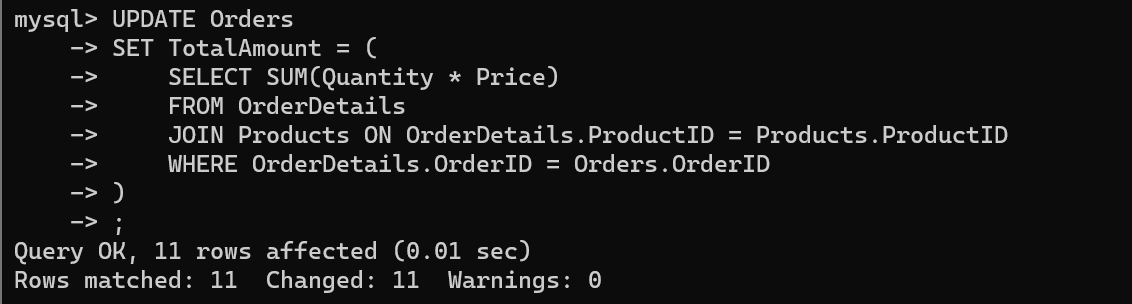 mysql> UPDATE Orders
    -> SET TotalAmount = (
    ->     SELECT SUM(Quantity * Price)
    ->     FROM OrderDetails
    ->     JOIN Products ON OrderDetails.ProductID = Products.ProductID
    ->     WHERE OrderDetails.OrderID = Orders.OrderID
    -> )
    -> ;
Query OK, 11 rows affected (0.01 sec)
Rows matched: 11  Changed: 11  Warnings: 0